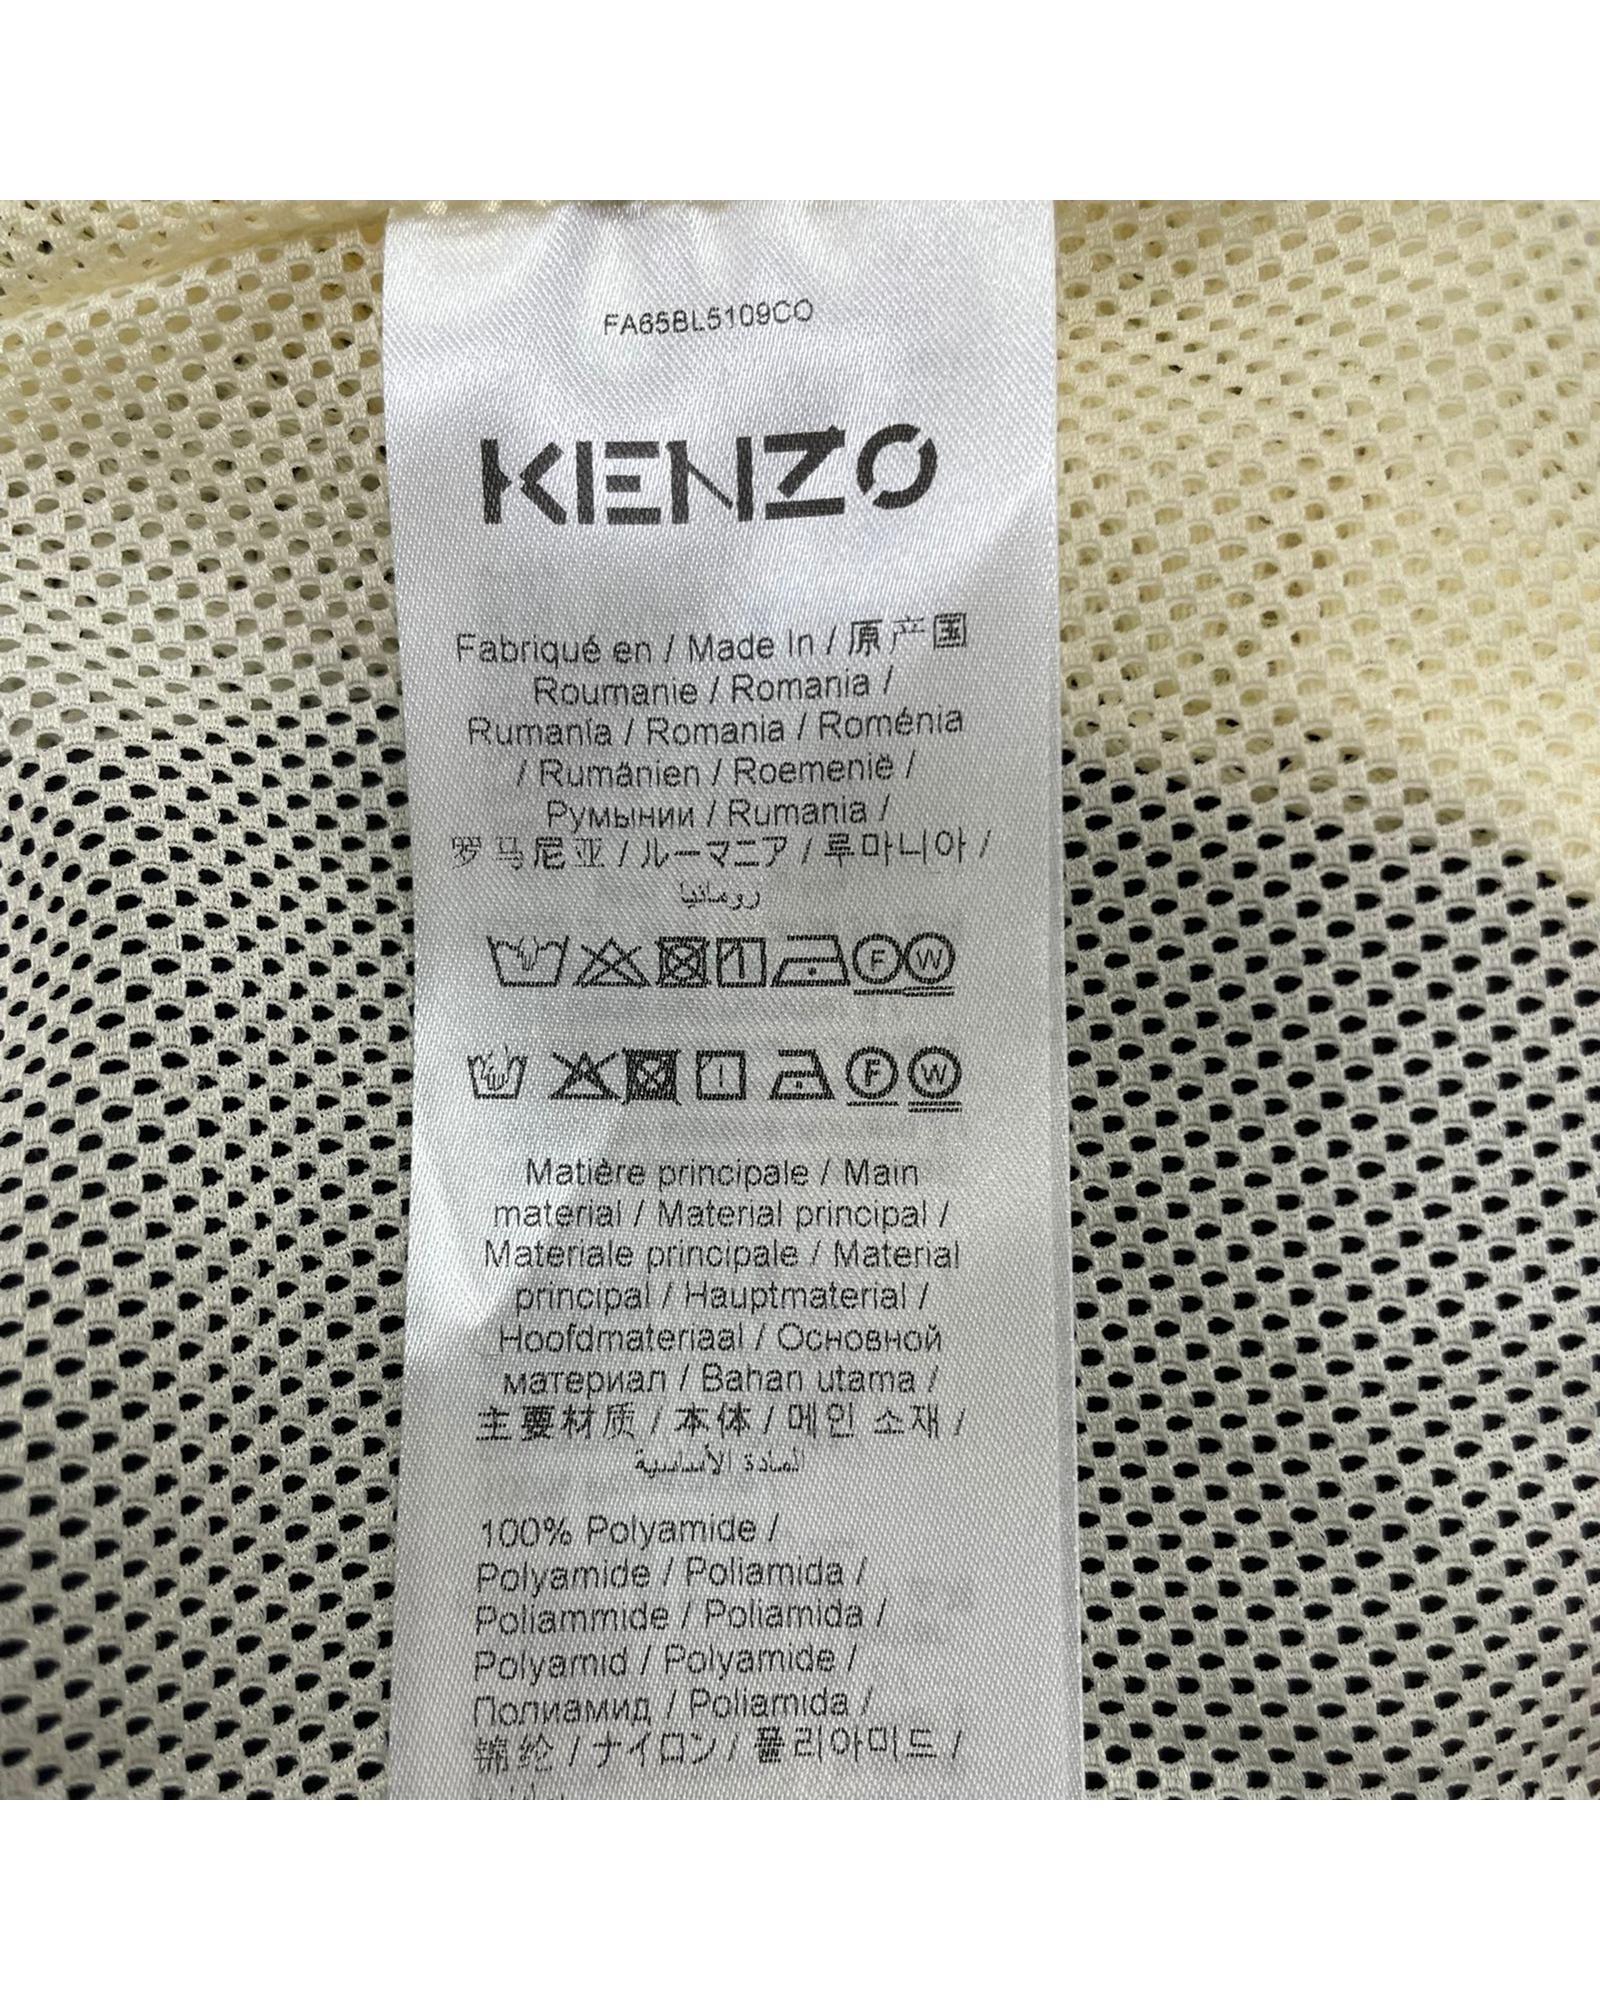 FA65BL5109CO
KENZO
Fabriqué en / Made In / 原产国
Roumanie / Romania /
Rumanía / Romania / Roménia
/ Rumänien / Roemenië /
Румынии / Rumania /
罗马尼亚 / ルーマニア / 루마니아 /
رومانيا
F W
F W
Matière principale / Main
material / Material principal /
Materiale principale / Material
principal / Hauptmaterial /
Hoofdmateriaal / Основной
материал / Bahan utama /
主要材质 / 本体 / 메인 소재 /
المادة الأساسية
100% Polyamide /
Polyamide / Poliamida /
Poliammide / Poliamida /
Polyamid / Polyamide /
Полиамид / Poliamida /
锦纶 / ナイロン / 폴리아미드 /